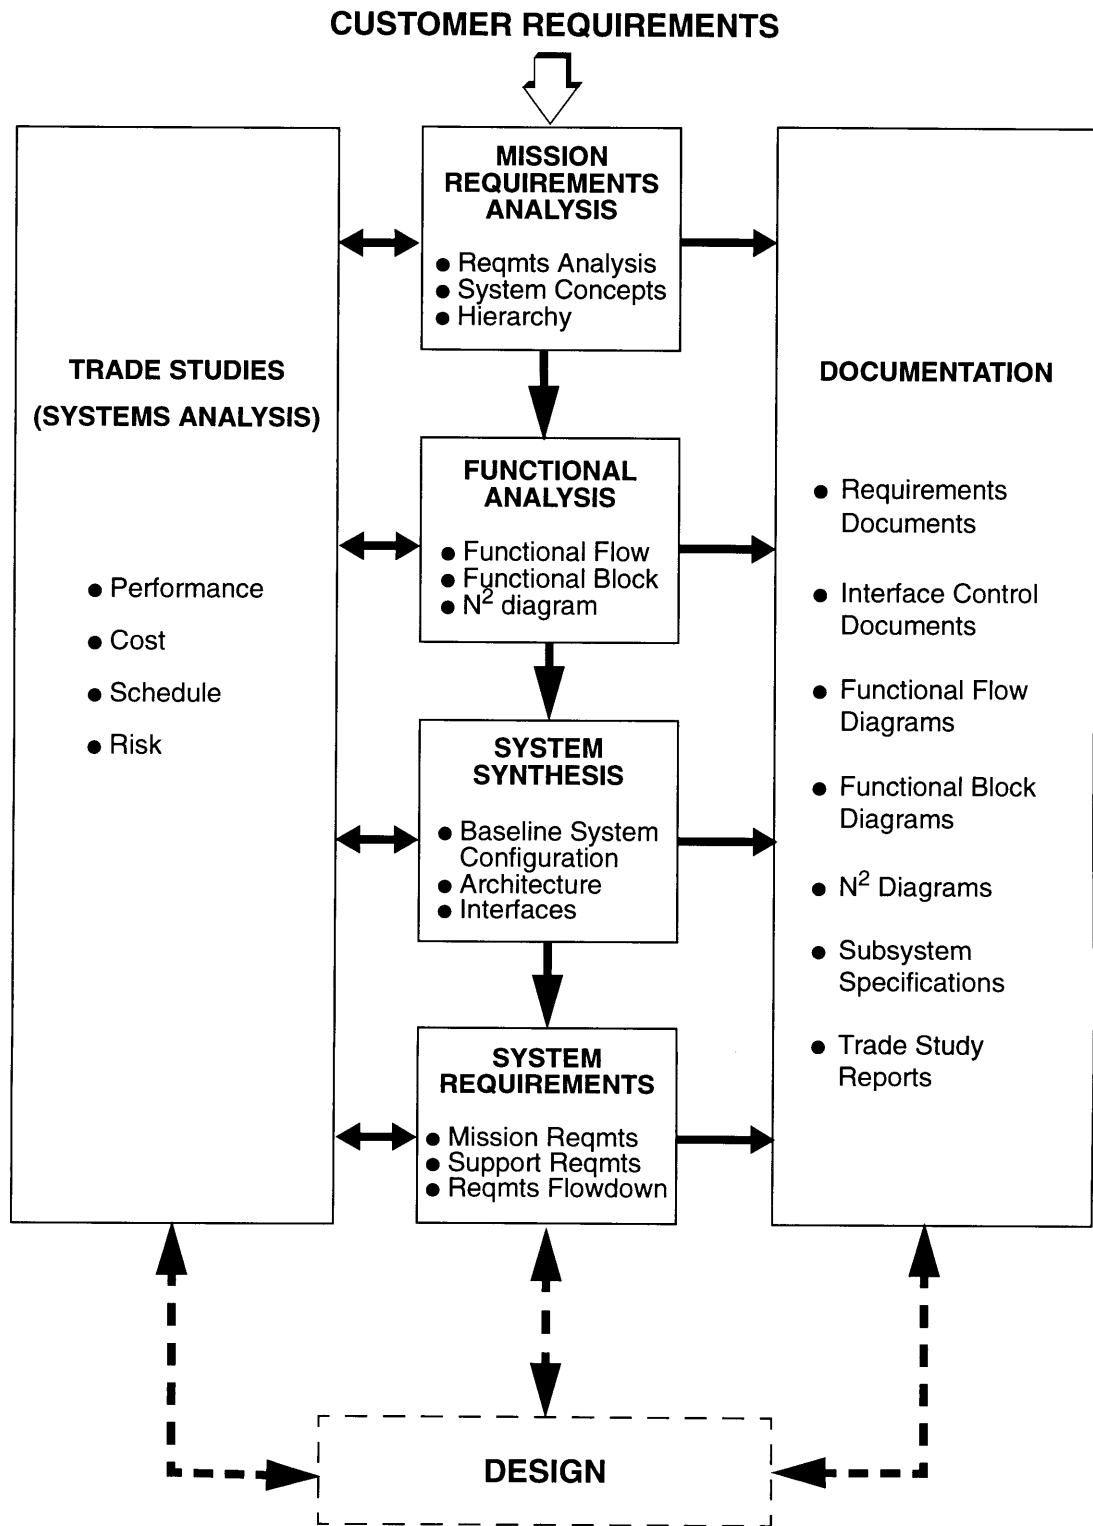 CUSTOMER REQUIREMENTS
MISSION
REQUIREMENTS
ANALYSIS
● Reqmts Analysis
● System Concepts
● Hierarchy
TRADE STUDIES
(SYSTEMS ANALYSIS)
● Performance
● Cost
● Schedule
● Risk
FUNCTIONAL
ANALYSIS
● Functional Flow
● Functional Block
● N² diagram
SYSTEM
SYNTHESIS
● Baseline System
Configuration
● Architecture
● Interfaces
SYSTEM
REQUIREMENTS
● Mission Reqmts
● Support Reqmts
● Reqmts Flowdown
DOCUMENTATION
● Requirements
Documents
● Interface Control
Documents
● Functional Flow
Diagrams
● Functional Block
Diagrams
● N² Diagrams
● Subsystem
Specifications
● Trade Study
Reports
DESIGN